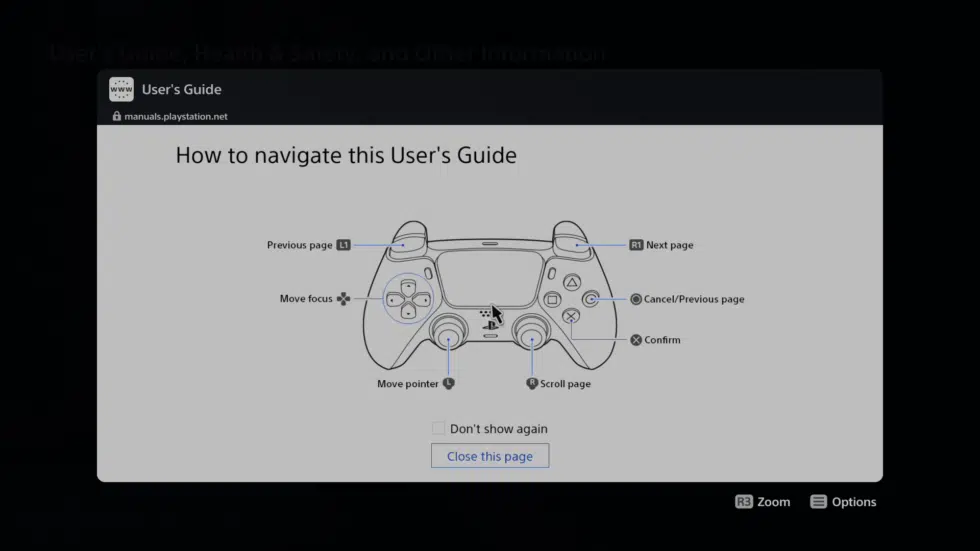 User's Guide, Health & Safety, and Other Information
www
User's Guide
manuals.playstation.net
How to navigate this User's Guide
Previous page L1
R1 Next page
Move focus
Cancel/Previous page
Confirm
Move pointer L
R Scroll page
Don't show again
Close this page
R3 Zoom
Options